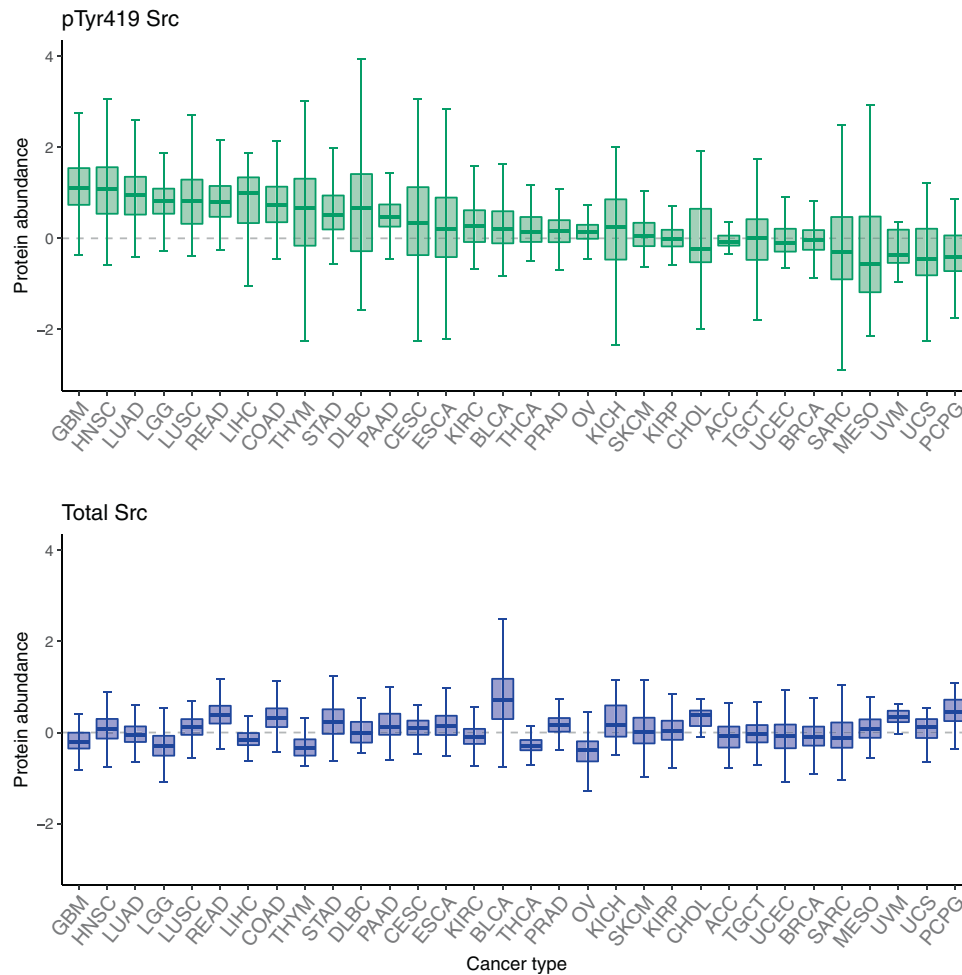 pTyr419 Src
Protein abundance
4
2
0
−2
GBM HNSC LUAD LGG LUSC READ LIHC COAD THYM STAD DLBC PAAD CESC ESCA KIRC BLCA THCA PRAD OV KICH SKCM KIRP CHOL ACC TGCT UCEC BRCA SARC MESO UVM UCS PCPG
Total Src
Protein abundance
4
2
0
−2
GBM HNSC LUAD LGG LUSC READ LIHC COAD THYM STAD DLBC PAAD CESC ESCA KIRC BLCA THCA PRAD OV KICH SKCM KIRP CHOL ACC TGCT UCEC BRCA SARC MESO UVM UCS PCPG
Cancer type